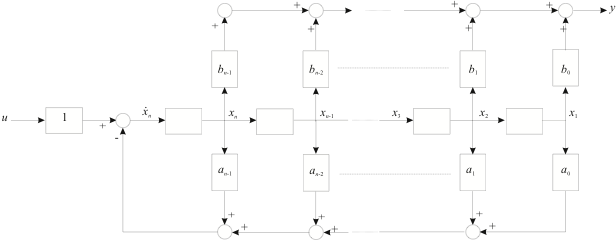 + + + + y
+ + + +
b_{n-1} b_{n-2} b_1 b_0
u 1 + ẋ_n x_n x_{n-1} x_3 x_2 x_1
-
a_{n-1} a_{n-2} a_1 a_0
+ + +
+ + +